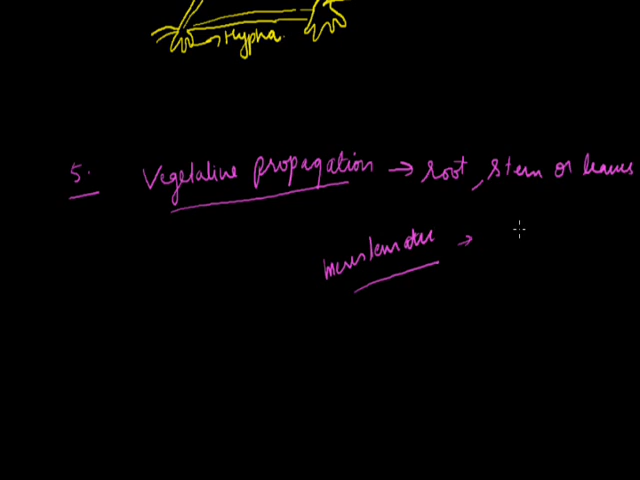 Hypha.
5. Vegetative propagation → root, stem or leaves
meristematic →